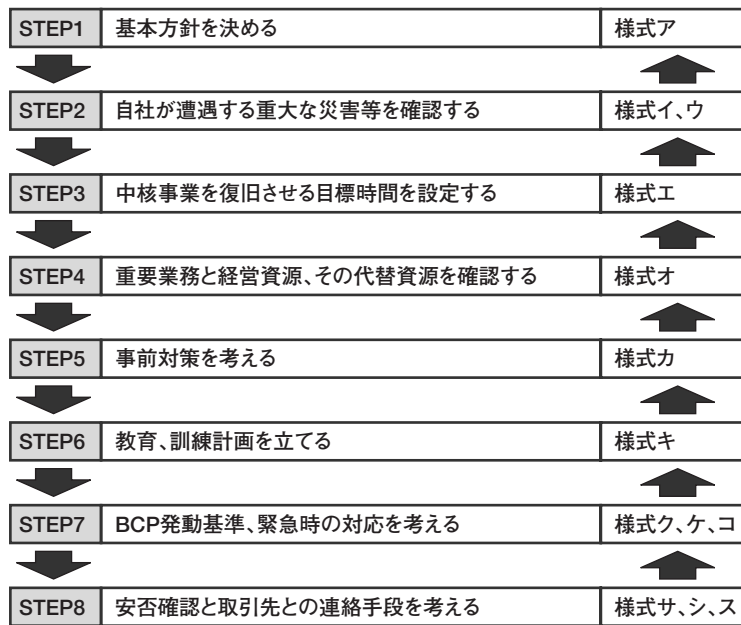 STEP1 基本方針を決める 様式ア
STEP2 自社が遭遇する重大な災害等を確認する 様式イ、ウ
STEP3 中核事業を復旧させる目標時間を設定する 様式エ
STEP4 重要業務と経営資源、その代替資源を確認する 様式オ
STEP5 事前対策を考える 様式カ
STEP6 教育、訓練計画を立てる 様式キ
STEP7 BCP発動基準、緊急時の対応を考える 様式ク、ケ、コ
STEP8 安否確認と取引先との連絡手段を考える 様式サ、シ、ス